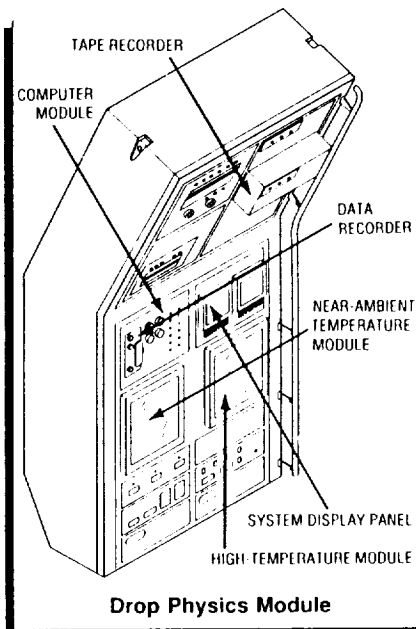 TAPE RECORDER
COMPUTER
MODULE
DATA
RECORDER
NEAR-AMBIENT
TEMPERATURE
MODULE
SYSTEM DISPLAY PANEL
HIGH-TEMPERATURE MODULE
Drop Physics Module